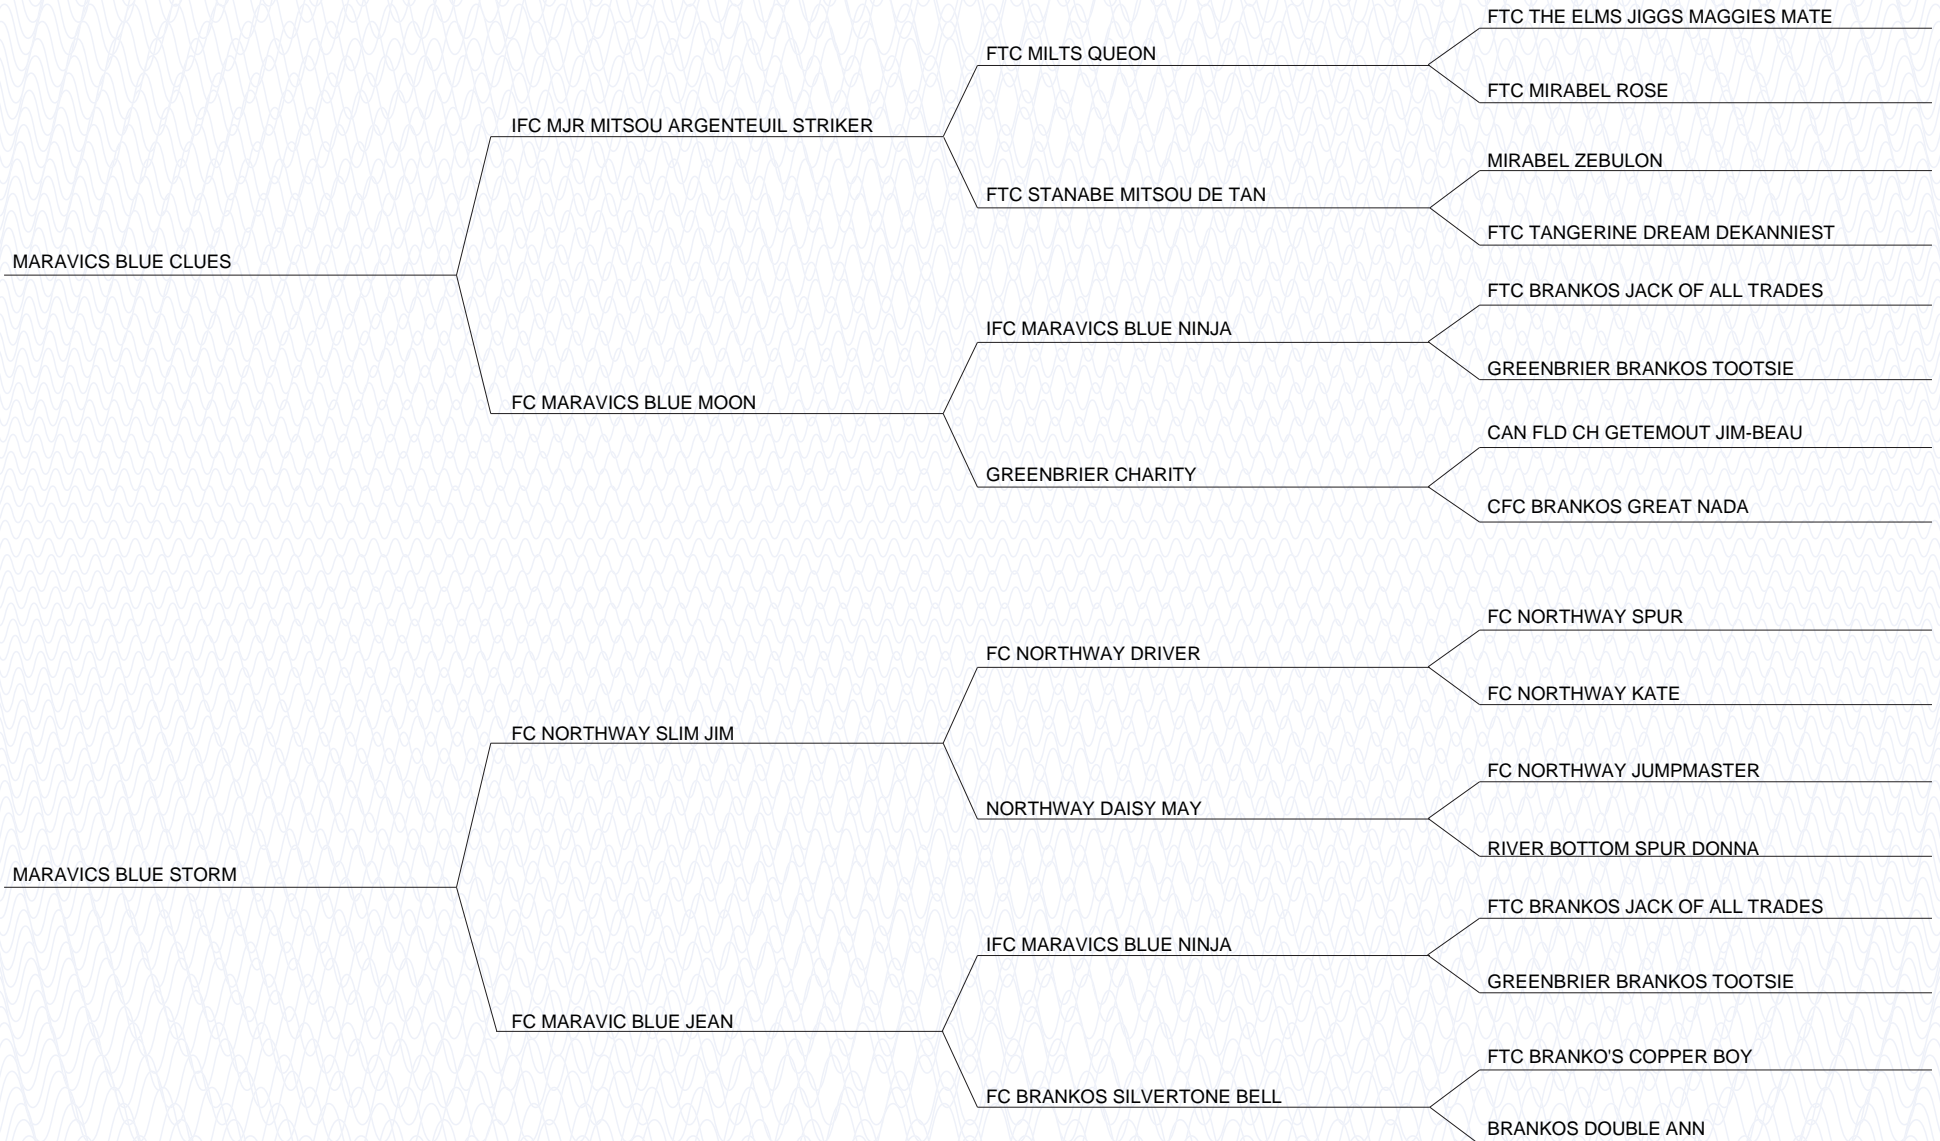 FTC THE ELMS JIGGS MAGGIES MATE
FTC MILTS QUEON
FTC MIRABEL ROSE
IFC MJR MITSOU ARGENTEUIL STRIKER
MIRABEL ZEBULON
FTC STANABE MITSOU DE TAN
FTC TANGERINE DREAM DEKANNIEST
MARAVICS BLUE CLUES
FTC BRANKOS JACK OF ALL TRADES
IFC MARAVICS BLUE NINJA
GREENBRIER BRANKOS TOOTSIE
FC MARAVICS BLUE MOON
CAN FLD CH GETEMOUT JIM-BEAU
GREENBRIER CHARITY
CFC BRANKOS GREAT NADA
FC NORTHWAY SPUR
FC NORTHWAY DRIVER
FC NORTHWAY KATE
FC NORTHWAY SLIM JIM
FC NORTHWAY JUMPMASTER
NORTHWAY DAISY MAY
RIVER BOTTOM SPUR DONNA
MARAVICS BLUE STORM
FTC BRANKOS JACK OF ALL TRADES
IFC MARAVICS BLUE NINJA
GREENBRIER BRANKOS TOOTSIE
FC MARAVIC BLUE JEAN
FTC BRANKO'S COPPER BOY
FC BRANKOS SILVERTONE BELL
BRANKOS DOUBLE ANN